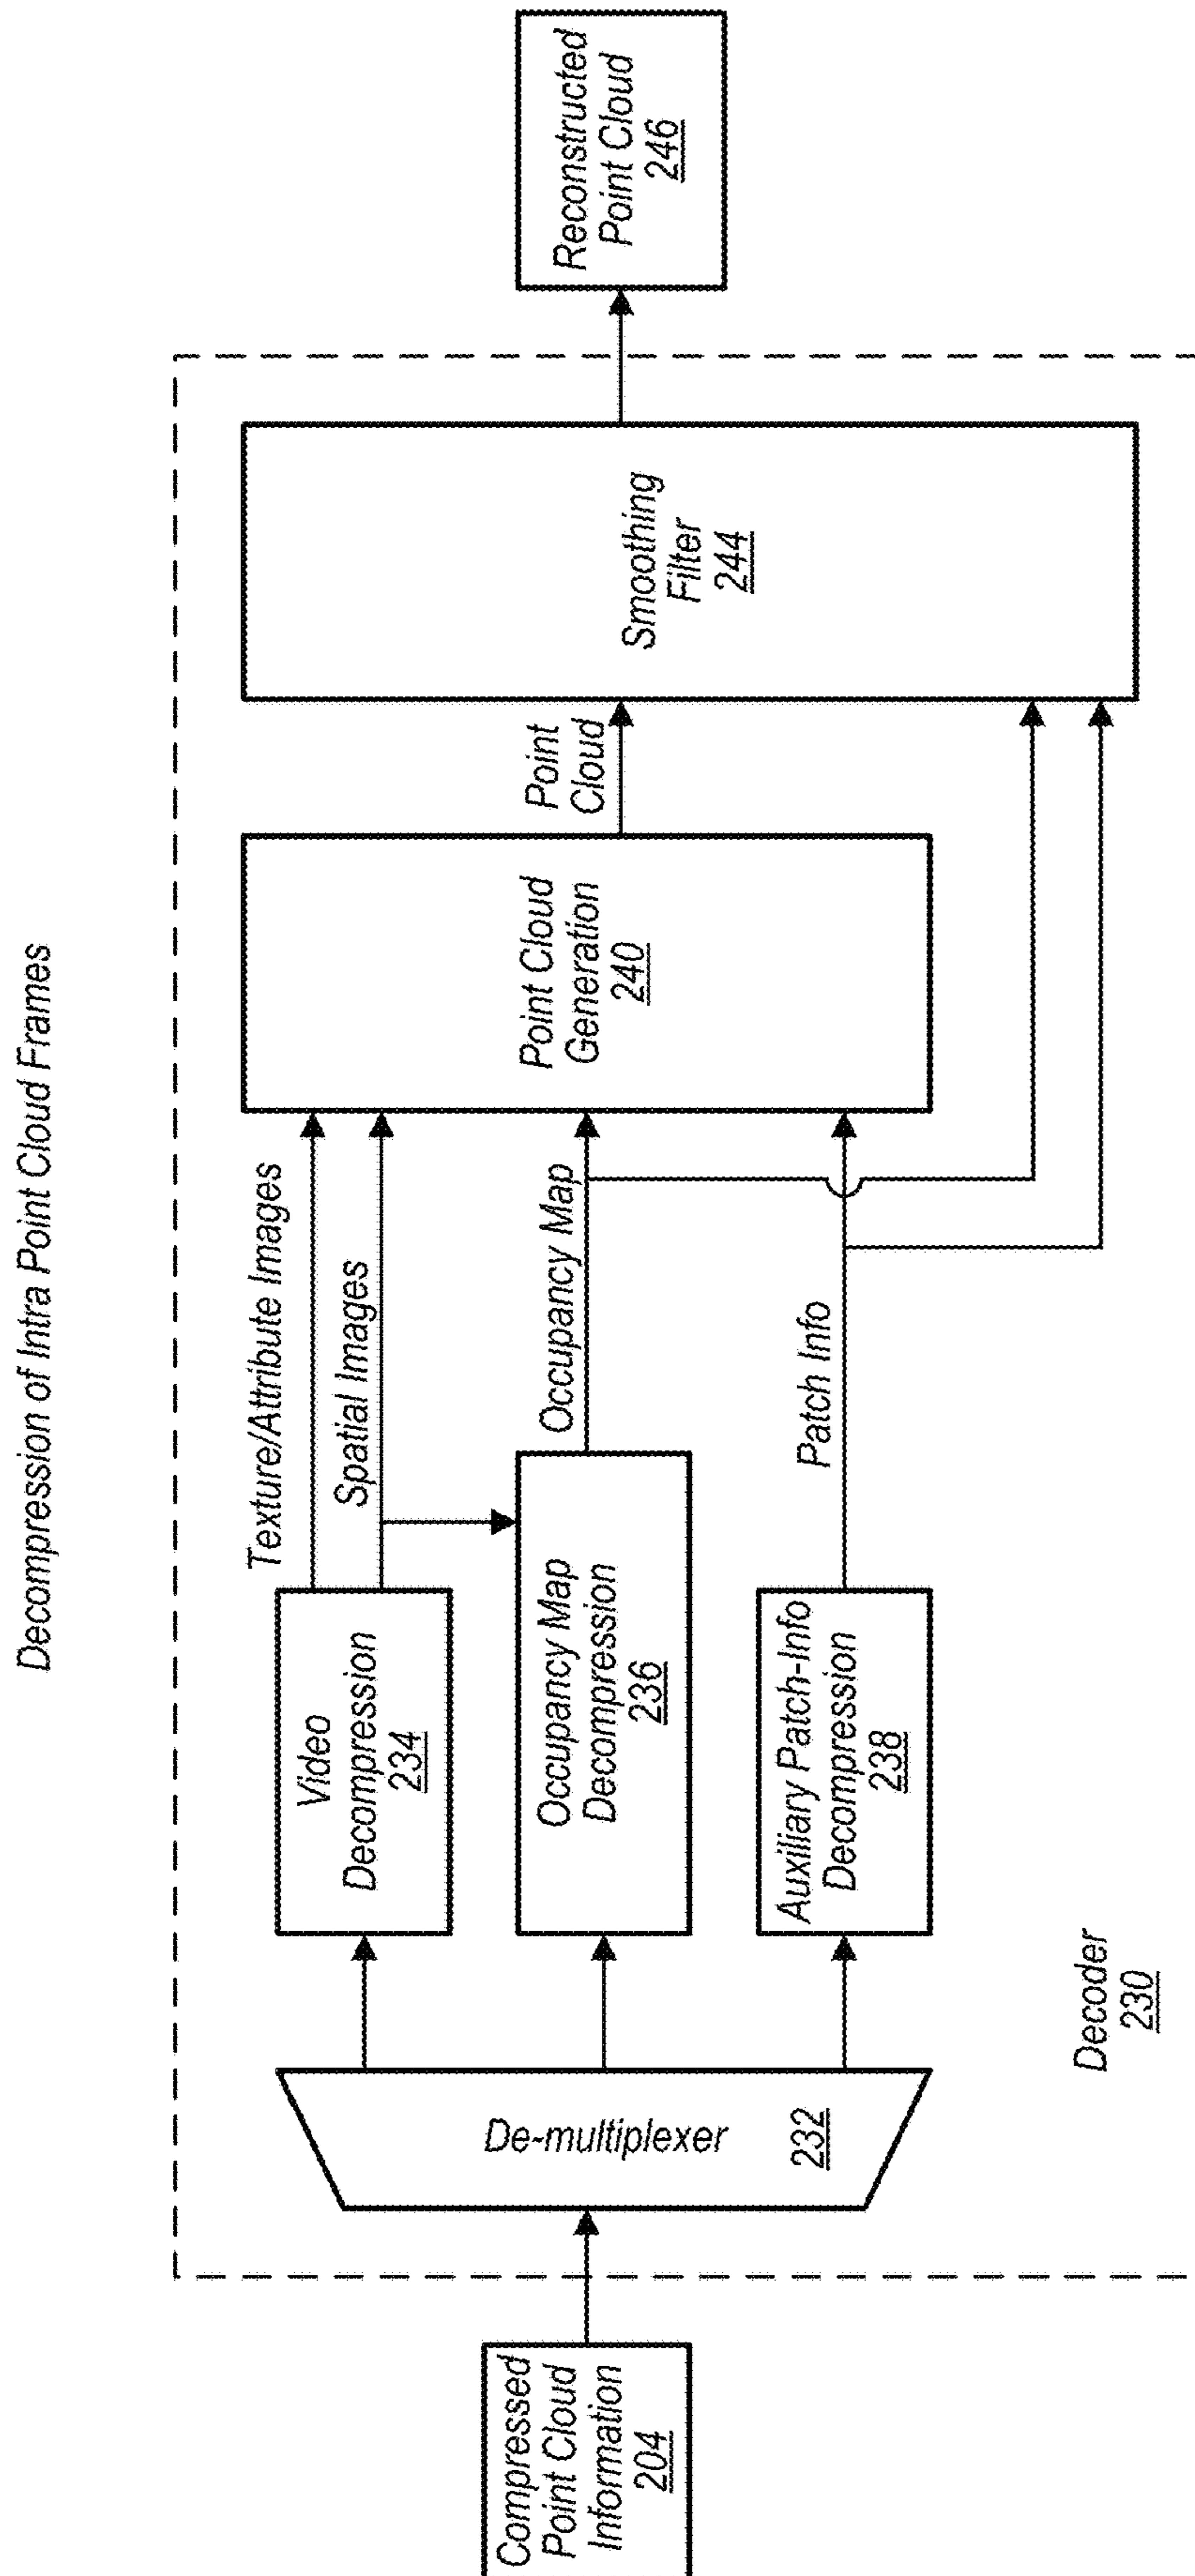 Decompression of Intra Point Cloud Frames
Compressed
Point Cloud
Information
204
De-multiplexer
232
Video
Decompression
234
Occupancy Map
Decompression
236
Auxiliary Patch-Info
Decompression
238
Texture/Attribute Images
Spatial Images
Occupancy Map
Patch Info
Point Cloud
Generation
240
Point
Cloud
Smoothing
Filter
244
Reconstructed
Point Cloud
246
Decoder
230